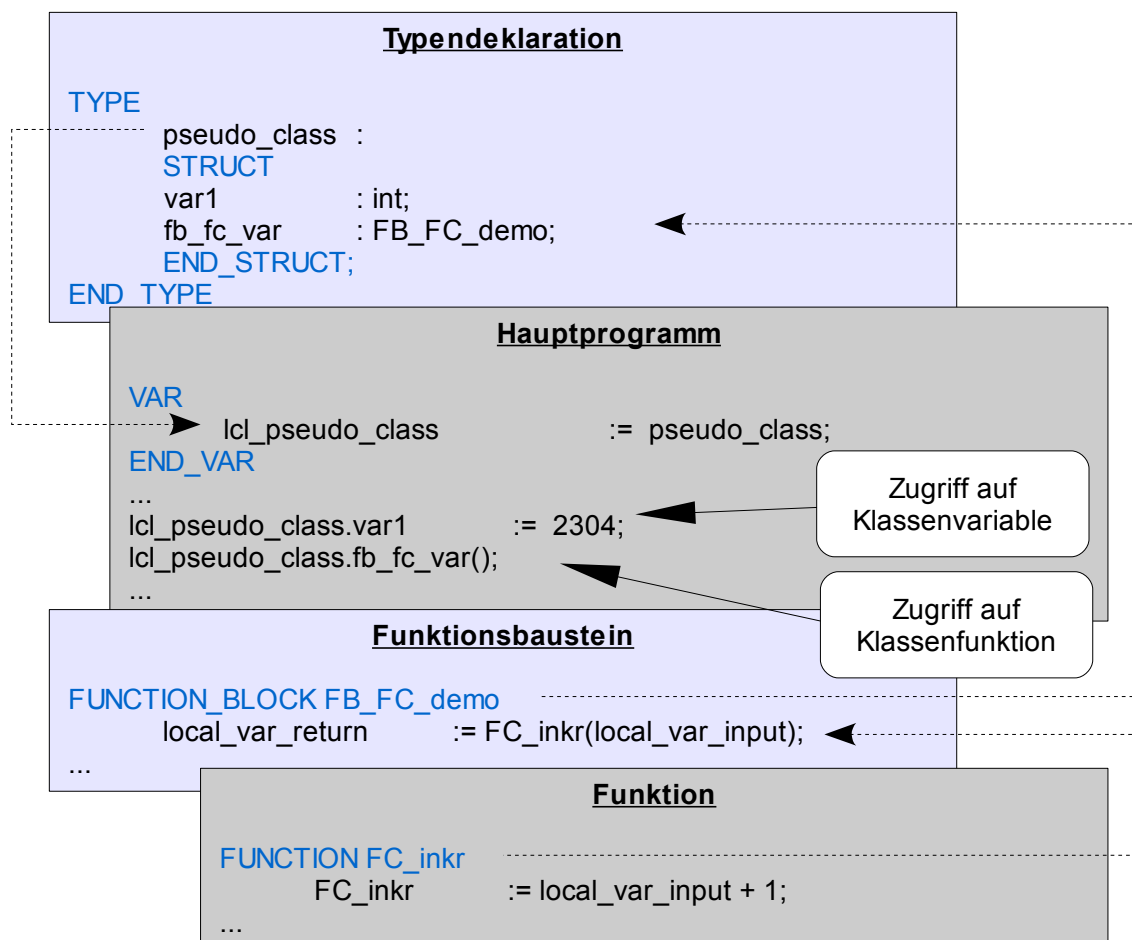 Typendeklaration
TYPE
pseudo_class :
STRUCT
var1 : int;
fb_fc_var : FB_FC_demo;
END_STRUCT;
END_TYPE
Hauptprogramm
VAR
lcl_pseudo_class := pseudo_class;
END_VAR
...
lcl_pseudo_class.var1 := 2304;
lcl_pseudo_class.fb_fc_var();
...
Zugriff auf
Klassenvariable
Zugriff auf
Klassenfunktion
Funktionsbaustein
FUNCTION_BLOCK FB_FC_demo
local_var_return := FC_inkr(local_var_input);
...
Funktion
FUNCTION FC_inkr
FC_inkr := local_var_input + 1;
...